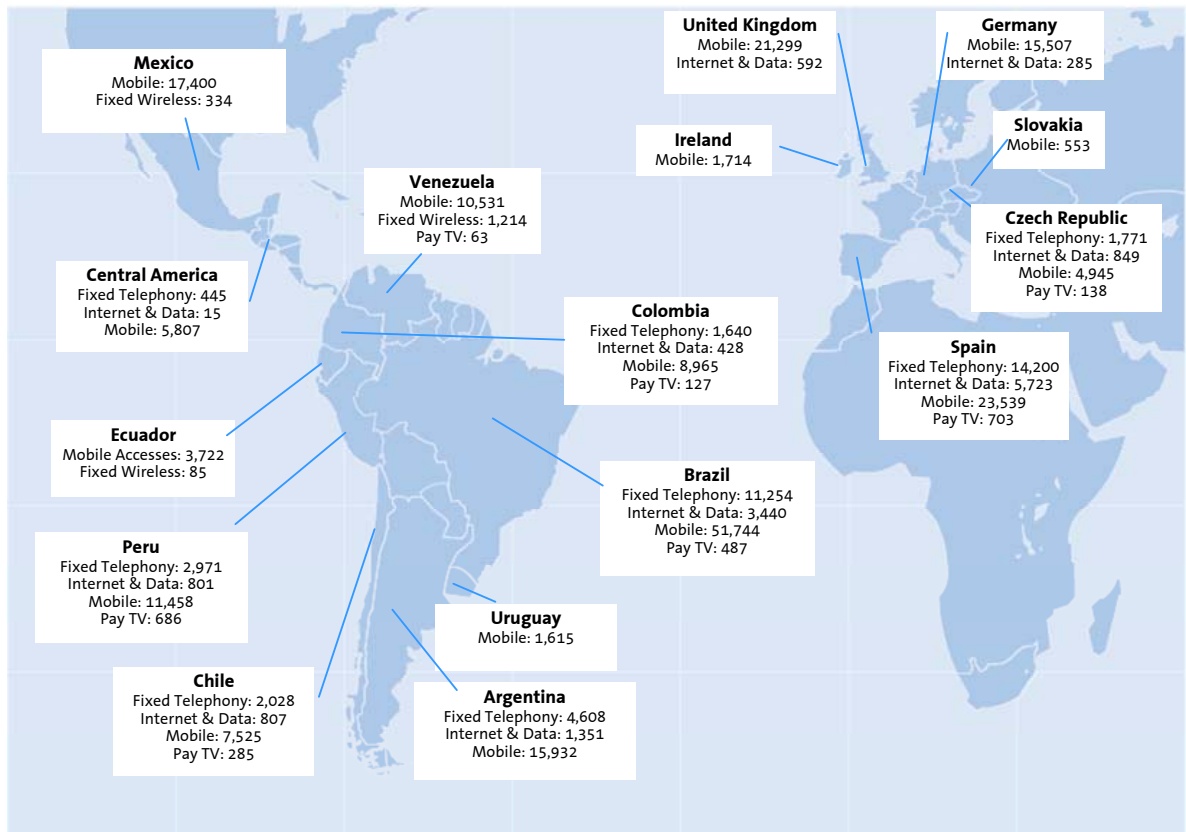 United Kingdom
Mobile: 21,299
Internet & Data: 592
Germany
Mobile: 15,507
Internet & Data: 285
Mexico
Mobile: 17,400
Fixed Wireless: 334
Ireland
Mobile: 1,714
Slovakia
Mobile: 553
Venezuela
Mobile: 10,531
Fixed Wireless: 1,214
Pay TV: 63
Czech Republic
Fixed Telephony: 1,771
Internet & Data: 849
Mobile: 4,945
Pay TV: 138
Central America
Fixed Telephony: 445
Internet & Data: 15
Mobile: 5,807
Colombia
Fixed Telephony: 1,640
Internet & Data: 428
Mobile: 8,965
Pay TV: 127
Spain
Fixed Telephony: 14,200
Internet & Data: 5,723
Mobile: 23,539
Pay TV: 703
Ecuador
Mobile Accesses: 3,722
Fixed Wireless: 85
Brazil
Fixed Telephony: 11,254
Internet & Data: 3,440
Mobile: 51,744
Pay TV: 487
Peru
Fixed Telephony: 2,971
Internet & Data: 801
Mobile: 11,458
Pay TV: 686
Uruguay
Mobile: 1,615
Chile
Fixed Telephony: 2,028
Internet & Data: 807
Mobile: 7,525
Pay TV: 285
Argentina
Fixed Telephony: 4,608
Internet & Data: 1,351
Mobile: 15,932